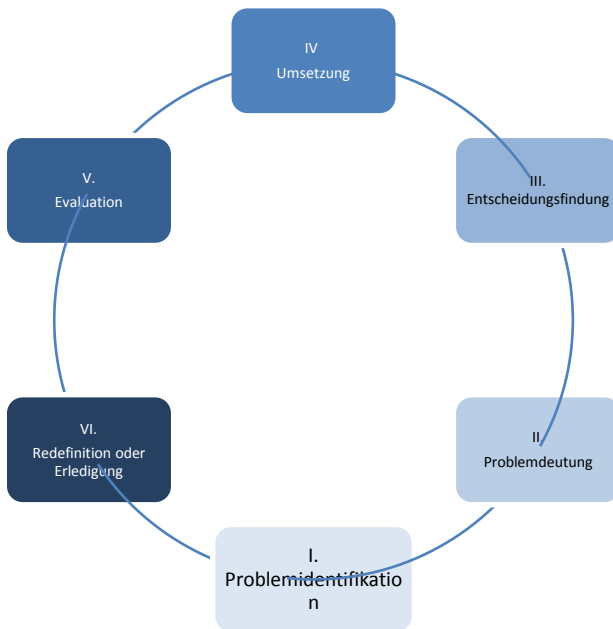 IV
Umsetzung
V.
Evaluation
III.
Entscheidungsfindung
VI.
Redefinition oder
Erledigung
II.
Problemdeutung
I.
Problemidentifikatio
n